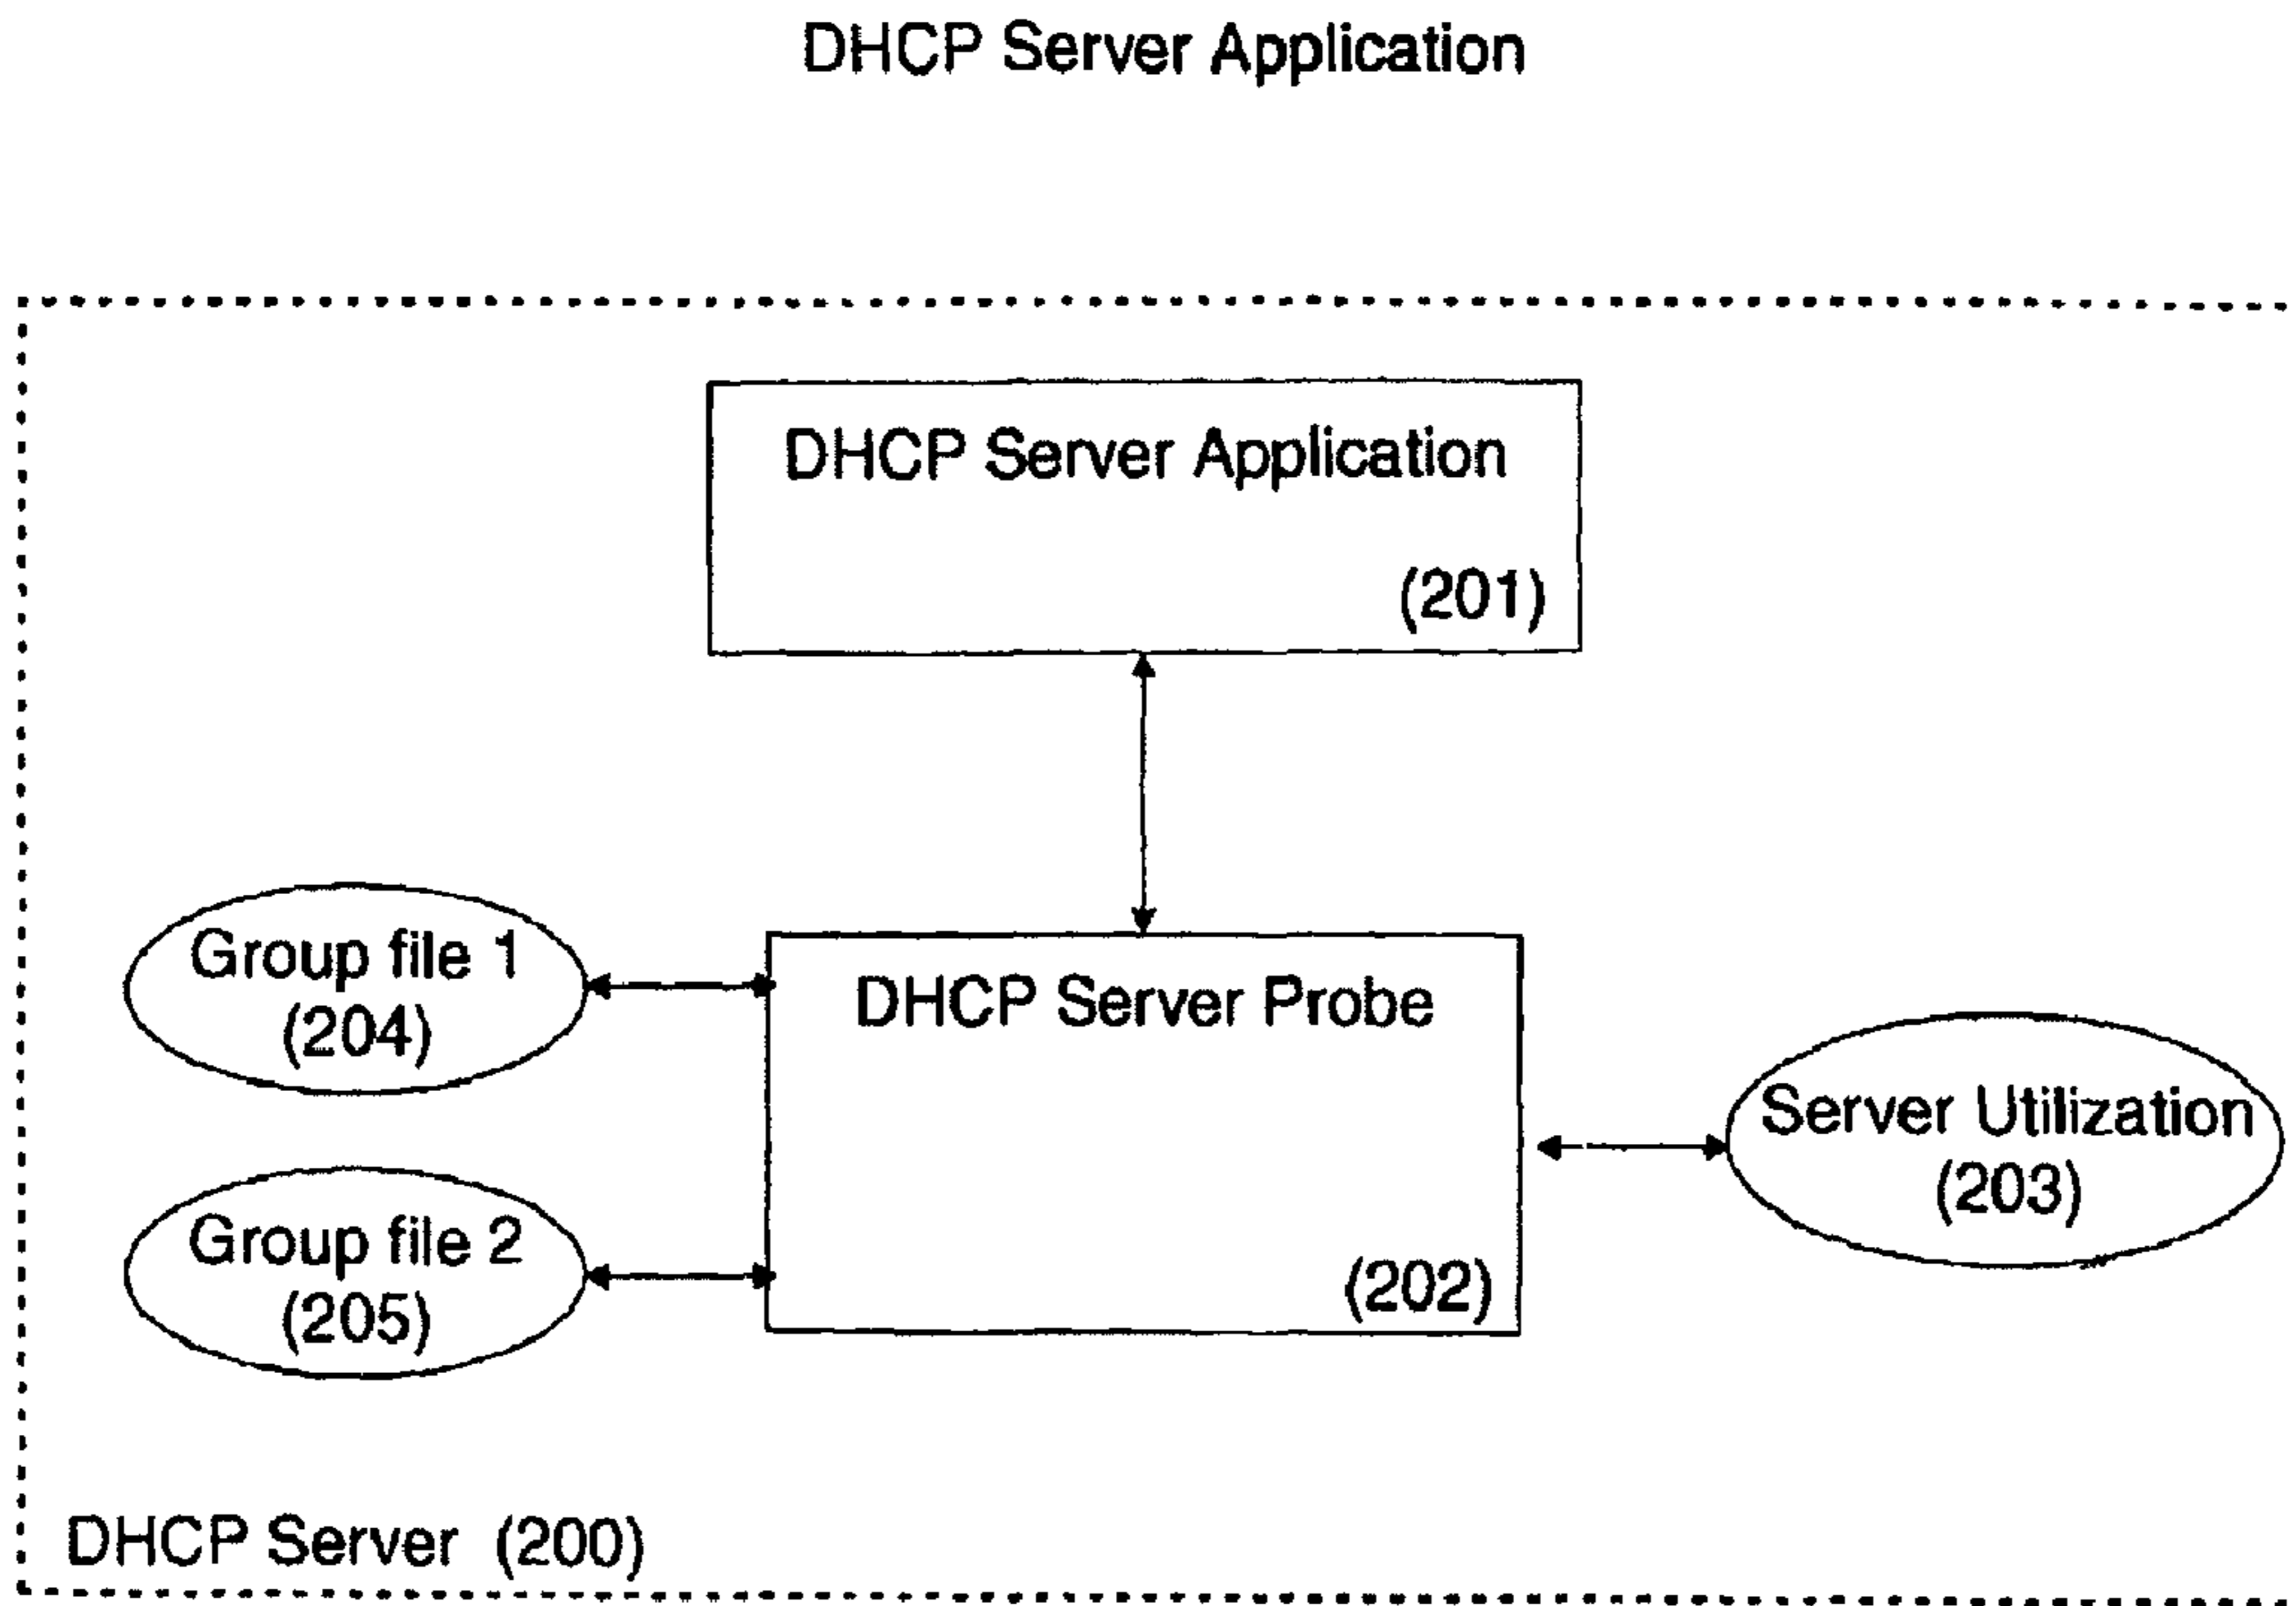 DHCP Server Application
DHCP Server Application
(201)
Group file 1
(204)
DHCP Server Probe
(202)
Server Utilization
(203)
Group file 2
(205)
DHCP Server (200)